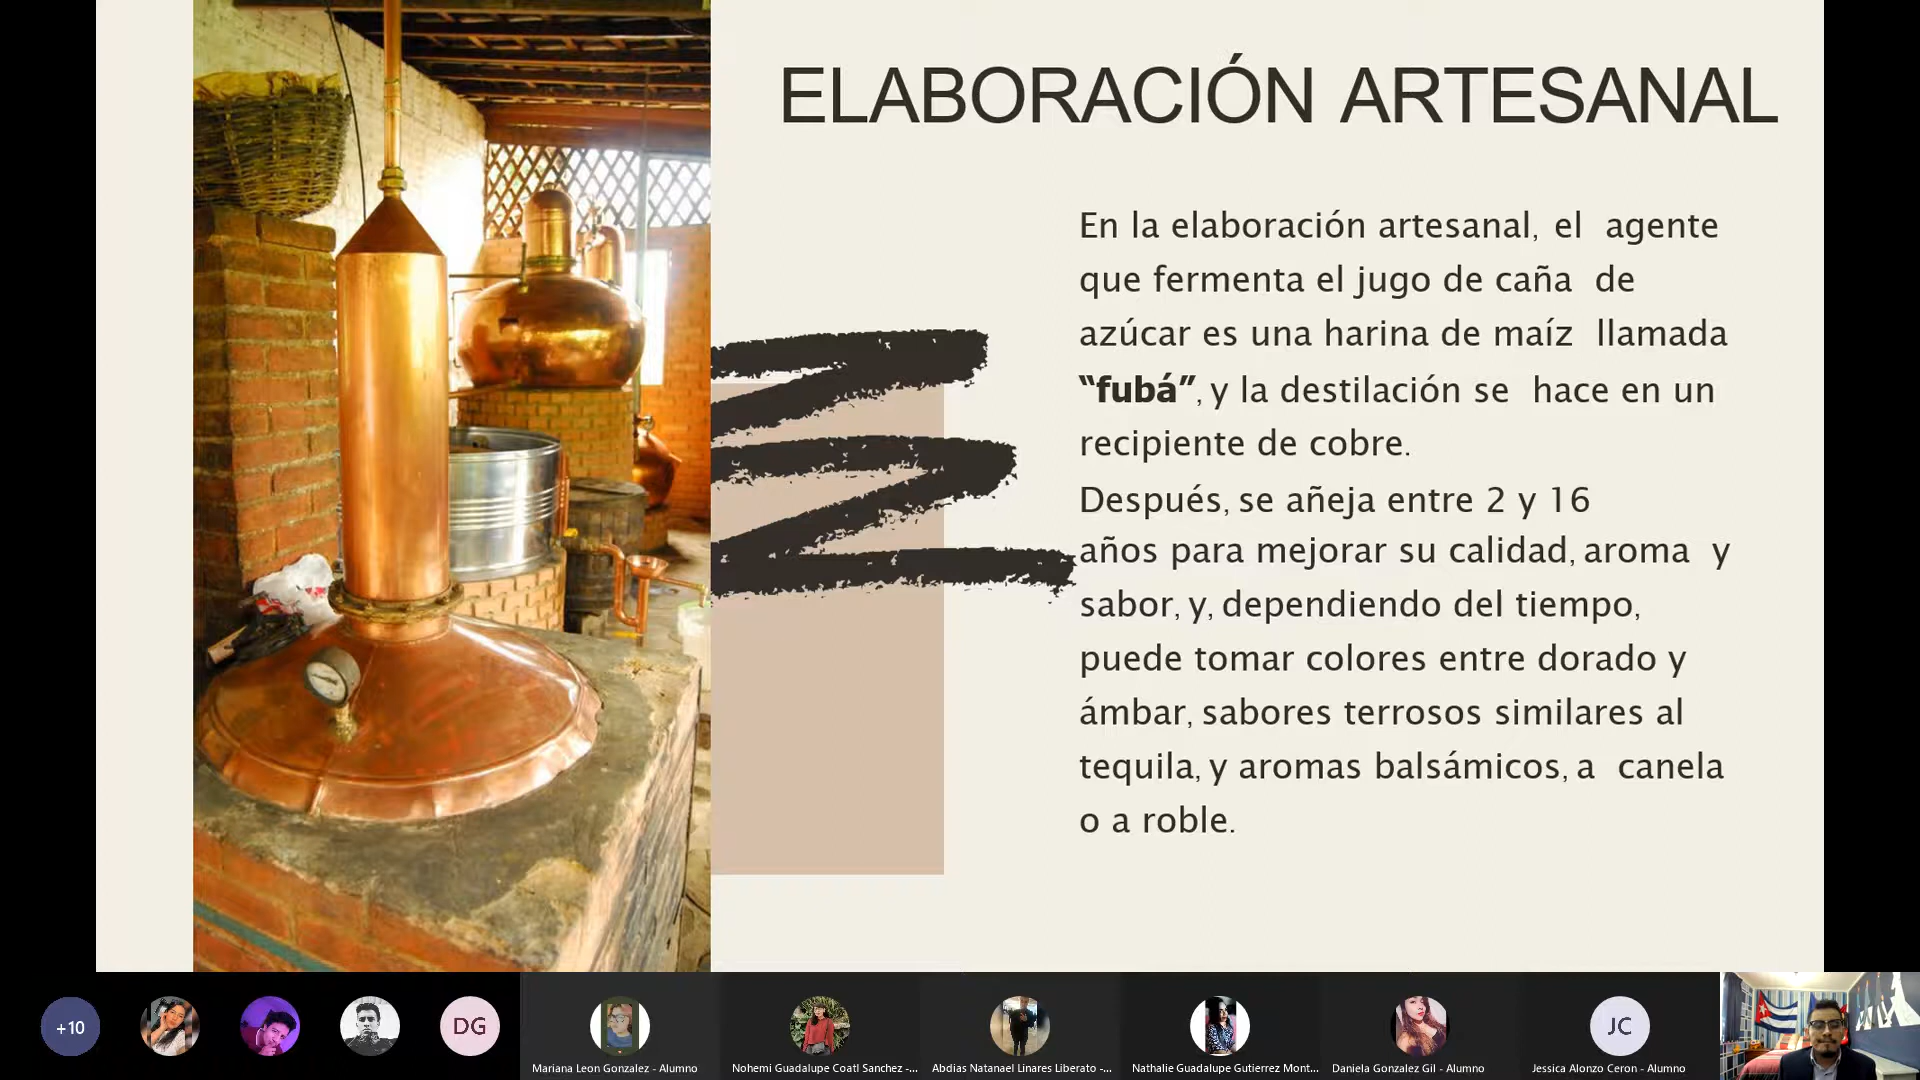 ELABORACIÓN ARTESANAL
En la elaboración artesanal, el agente
que fermenta el jugo de caña de
azúcar es una harina de maíz llamada
“fubá”, y la destilación se hace en un
recipiente de cobre.
Después, se añeja entre 2 y 16
años para mejorar su calidad, aroma y
sabor, y, dependiendo del tiempo,
puede tomar colores entre dorado y
ámbar, sabores terrosos similares al
tequila, y aromas balsámicos, a canela
o a roble.
+10
DG
JC
Mariana Leon Gonzalez - Alumno
Nohemi Guadalupe Coatl Sanchez -...
Abdias Natanael Linares Liberato -...
Nathalie Guadalupe Gutierrez Mont...
Daniela Gonzalez Gil - Alumno
Jessica Alonzo Ceron - Alumno